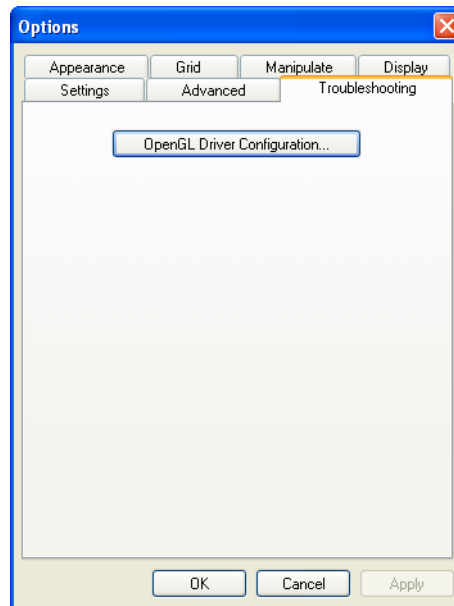 Options
Appearance Grid Manipulate Display
Settings Advanced Troubleshooting
OpenGL Driver Configuration...
OK Cancel Apply